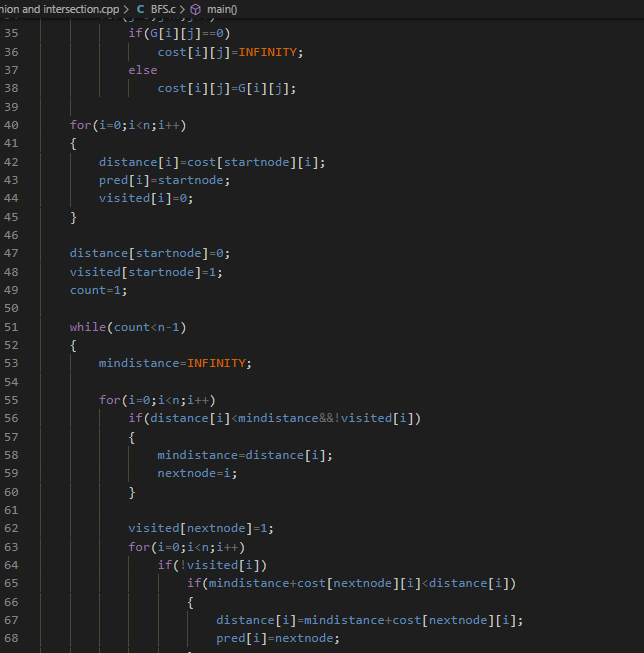 nion and intersection.cpp > C BFS.c > main()
35 if(G[i][j]==0)
36 cost[i][j]=INFINITY;
37 else
38 cost[i][j]=G[i][j];
39
40 for(i=0;i<n;i++)
41 {
42 distance[i]=cost[startnode][i];
43 pred[i]=startnode;
44 visited[i]=0;
45 }
46
47 distance[startnode]=0;
48 visited[startnode]=1;
49 count=1;
50
51 while(count<n-1)
52 {
53 mindistance=INFINITY;
54
55 for(i=0;i<n;i++)
56 if(distance[i]<mindistance&&!visited[i])
57 {
58 mindistance=distance[i];
59 nextnode=i;
60 }
61
62 visited[nextnode]=1;
63 for(i=0;i<n;i++)
64 if(!visited[i])
65 if(mindistance+cost[nextnode][i]<distance[i])
66 {
67 distance[i]=mindistance+cost[nextnode][i];
68 pred[i]=nextnode;